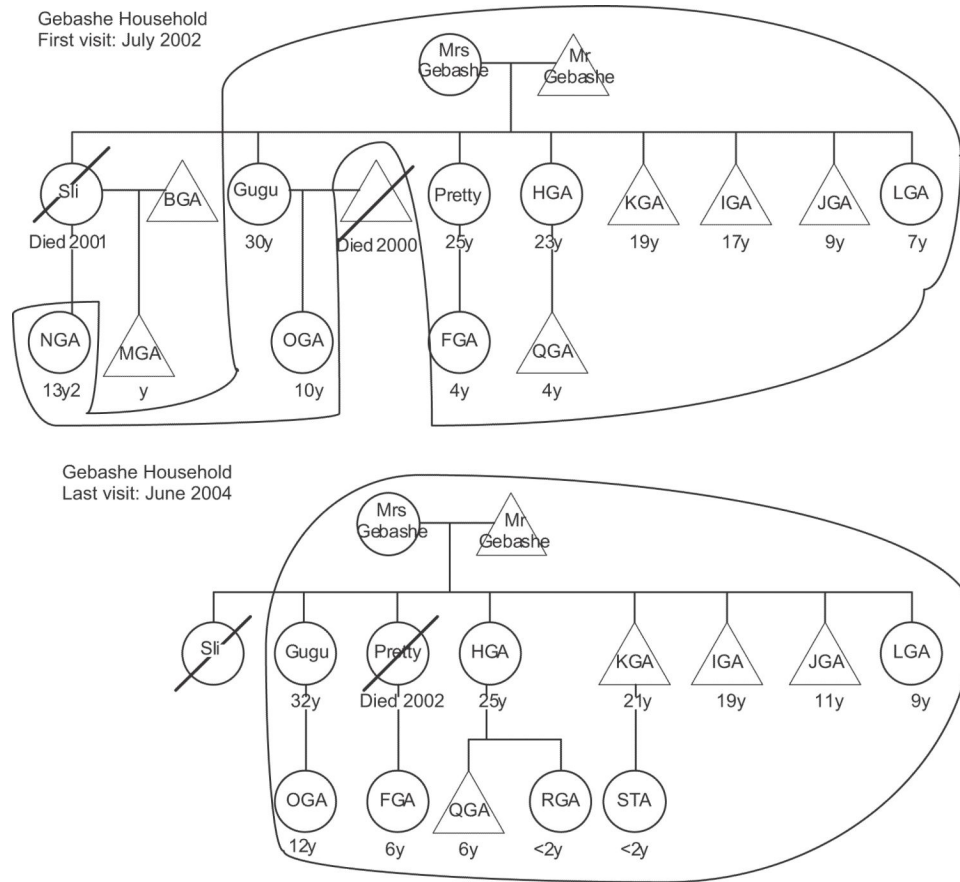 Gebashe Household
First visit: July 2002
Mrs
Gebashe
Mr
Gebashe
Sli
BGA
Gugu
Pretty
HGA
KGA
IGA
JGA
LGA
Died 2001
30y
Died 2000
25y
23y
19y
17y
9y
7y
NGA
MGA
OGA
FGA
QGA
13y2
y
10y
4y
4y
Gebashe Household
Last visit: June 2004
Mrs
Gebashe
Mr
Gebashe
Sli
Gugu
Pretty
HGA
KGA
IGA
JGA
LGA
32y
Died 2002
25y
21y
19y
11y
9y
OGA
FGA
QGA
RGA
STA
12y
6y
6y
<2y
<2y